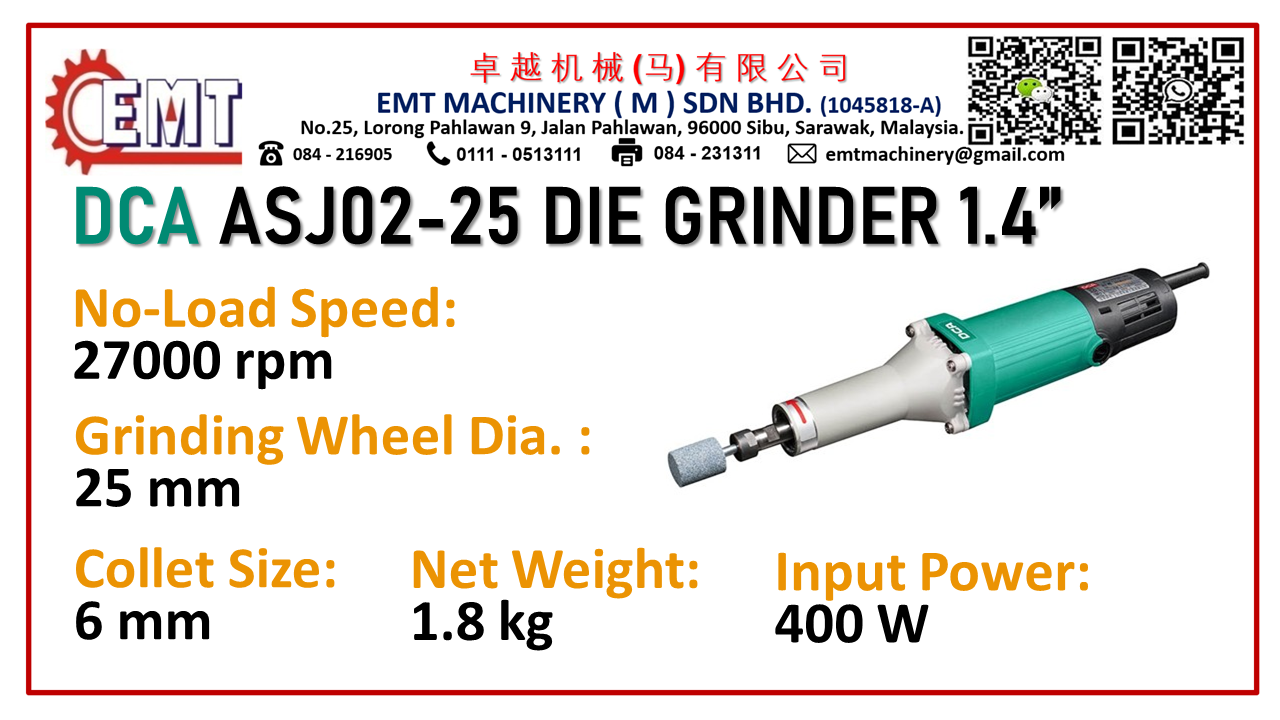 EMT
卓越机械(马)有限公司
EMT MACHINERY ( M ) SDN BHD. (1045818-A)
No.25, Lorong Pahlawan 9, Jalan Pahlawan, 96000 Sibu, Sarawak, Malaysia.
084 - 216905 0111 - 0513111 084 - 231311 emtmachinery@gmail.com
DCA ASJ02-25 DIE GRINDER 1.4”
No-Load Speed:
27000 rpm
DCA
Grinding Wheel Dia. :
25 mm
Collet Size: Net Weight: Input Power:
6 mm 1.8 kg 400 W